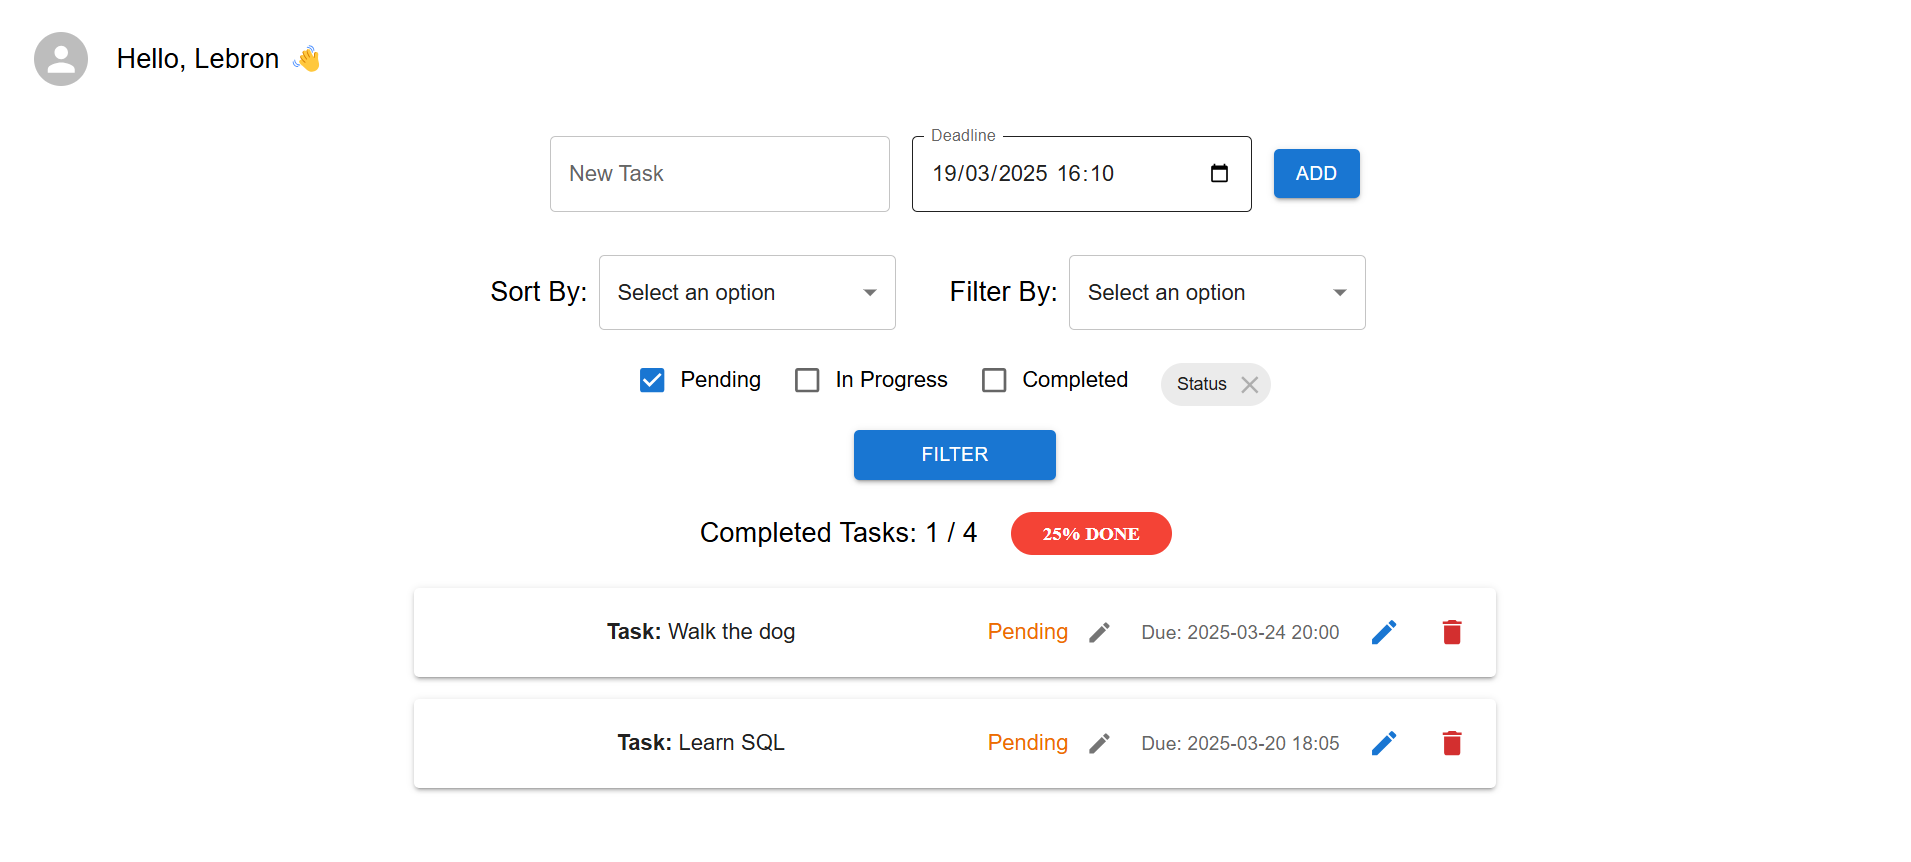 Hello, Lebron 👋
Deadline
New Task 19/03/2025 16:10 ADD
Sort By: Select an option Filter By: Select an option
Pending In Progress Completed Status
FILTER
Completed Tasks: 1 / 4 25% DONE
Task: Walk the dog Pending Due: 2025-03-24 20:00
Task: Learn SQL Pending Due: 2025-03-20 18:05